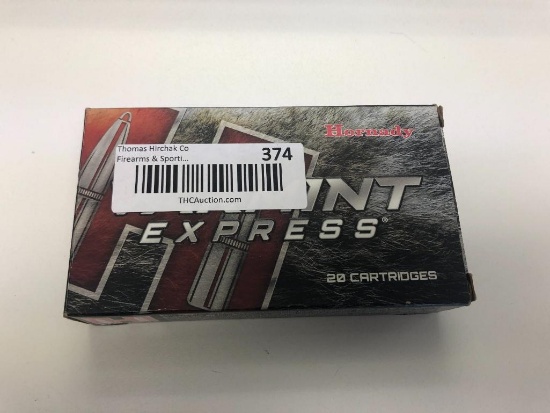 Hornady
Thomas Hirchak Co
Firearms & Sporti...
374
THCAuction.com
EXPRESS®
20 CARTRIDGES